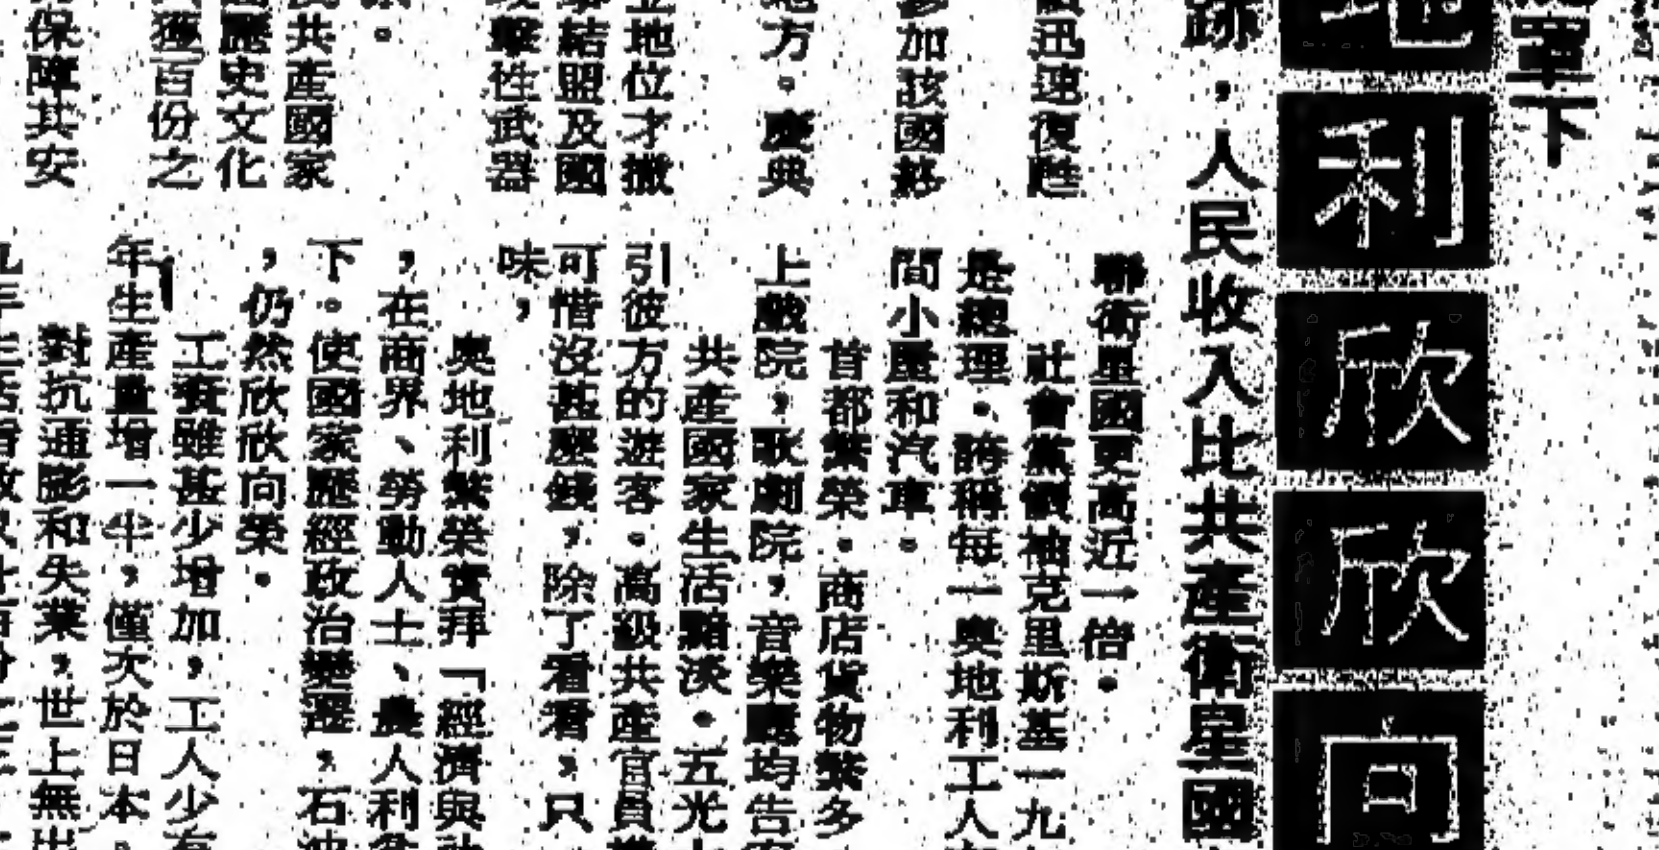 罩下
地利欣欣向
跡，人民收入比共產衛星國
迅速復甦
參加該國
地方。慶典
立地位才撤
結盟及國
攻擊性武器
共產國家
歷史文化
獲百份之
保障其安
聯衛星國更高近一倍。
社會黨領袖克里斯基一九
是總理。誇稱每一奧地利工人
間小屋和汽車。
首都繁榮。商店貨物繁多
上戲院，歌劇院，音樂廳均告
共產國家生活黯淡。五光
引彼方的遊客。高級共產官員
可惜沒甚麼錢，除了看看，只
味，
奧地利繁榮實拜「經濟與
，在商界、勞動人士、農人利
下。使國家歷經政治變遷，石
，仍然欣欣向榮。
工資雖甚少增加，工人少有
年生產量增一半，僅次於日本。
對抗通膨和失業，世上無出